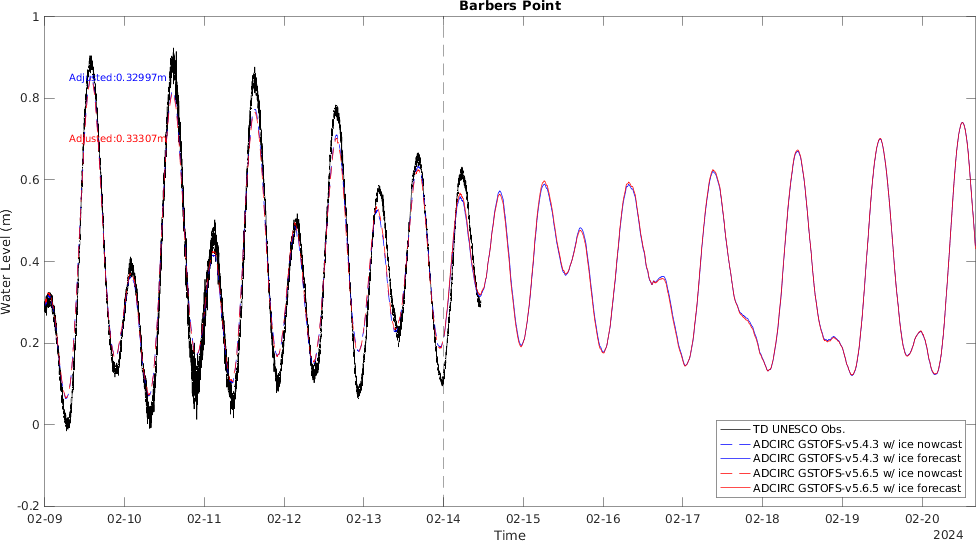 Barbers Point
1
0.8
0.6
0.4
0.2
0
-0.2
Water Level (m)
Adjusted:0.32997m
Adjusted:0.33307m
TD UNESCO Obs.
ADCIRC GSTOFS-v5.4.3 w/ ice nowcast
ADCIRC GSTOFS-v5.4.3 w/ ice forecast
ADCIRC GSTOFS-v5.6.5 w/ ice nowcast
ADCIRC GSTOFS-v5.6.5 w/ ice forecast
02-09 02-10 02-11 02-12 02-13 02-14 02-15 02-16 02-17 02-18 02-19 02-20
Time
2024